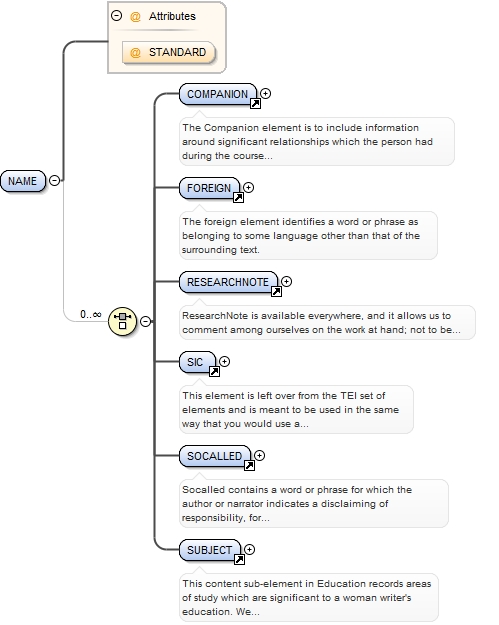 Attributes
@ STANDARD
NAME
0..∞
COMPANION
The Companion element is to include information
around significant relationships which the person had
during the course...
FOREIGN
The foreign element identifies a word or phrase as
belonging to some language other than that of the
surrounding text.
RESEARCHNOTE
ResearchNote is available everywhere, and it allows us to
comment among ourselves on the work at hand; not to be...
SIC
This element is left over from the TEI set of
elements and is meant to be used in the same
way that you would use a...
SOCALLED
Socalled contains a word or phrase for which the
author or narrator indicates a disclaiming of
responsibility, for...
SUBJECT
This content sub-element in Education records areas
of study which are significant to a woman writer's
education. We...